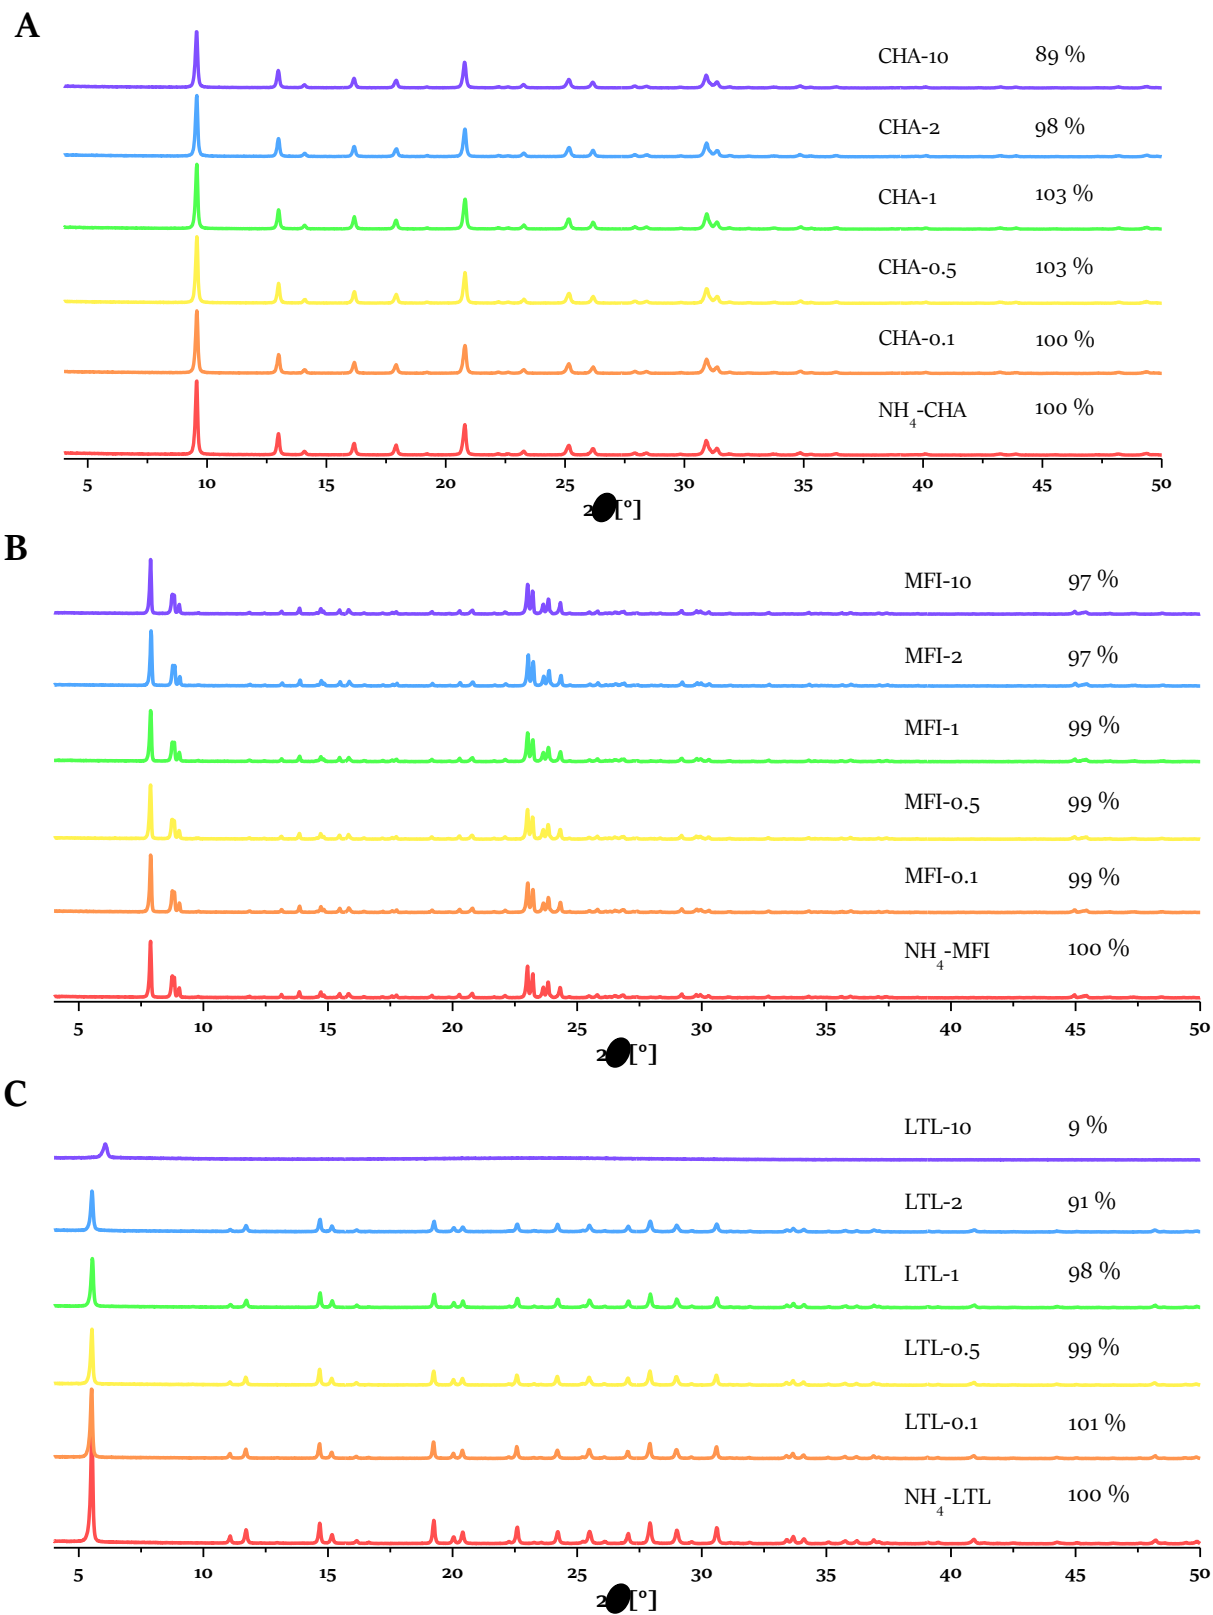 A
CHA-10 89 %
CHA-2 98 %
CHA-1 103 %
CHA-0.5 103 %
CHA-0.1 100 %
NH4-CHA 100 %
5 10 15 20 25 30 35 40 45 50
2 [°]
B
MFI-10 97 %
MFI-2 97 %
MFI-1 99 %
MFI-0.5 99 %
MFI-0.1 99 %
NH4-MFI 100 %
5 10 15 20 25 30 35 40 45 50
2 [°]
C
LTL-10 9 %
LTL-2 91 %
LTL-1 98 %
LTL-0.5 99 %
LTL-0.1 101 %
NH4-LTL 100 %
5 10 15 20 25 30 35 40 45 50
2 [°]